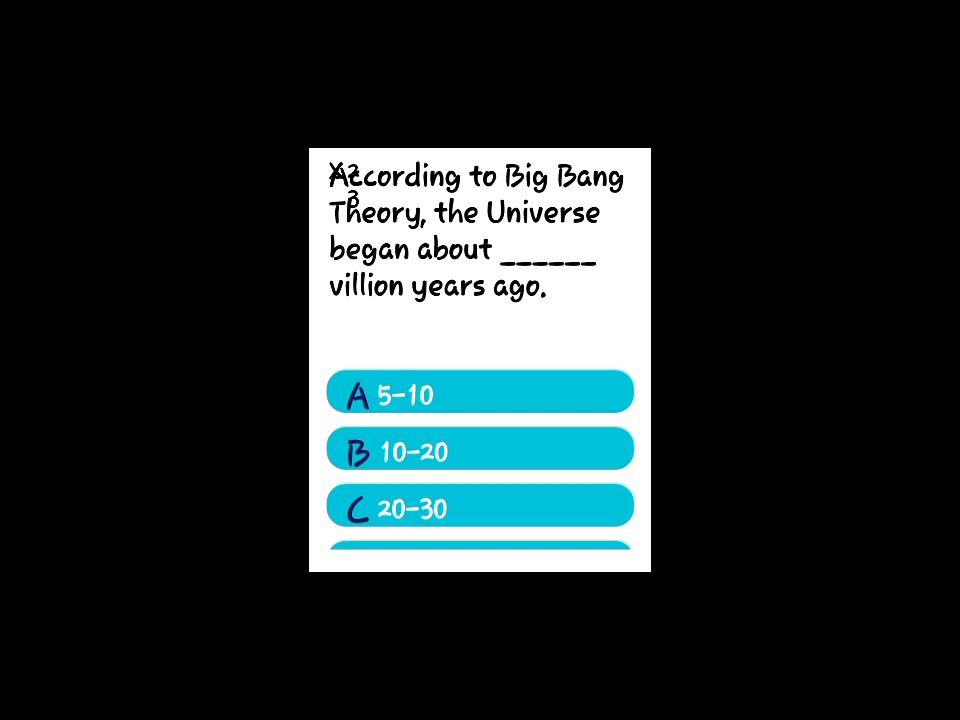 According to Big Bang
Theory, the Universe
began about ______
villion years ago.
A 5-10
B 10-20
C 20-30